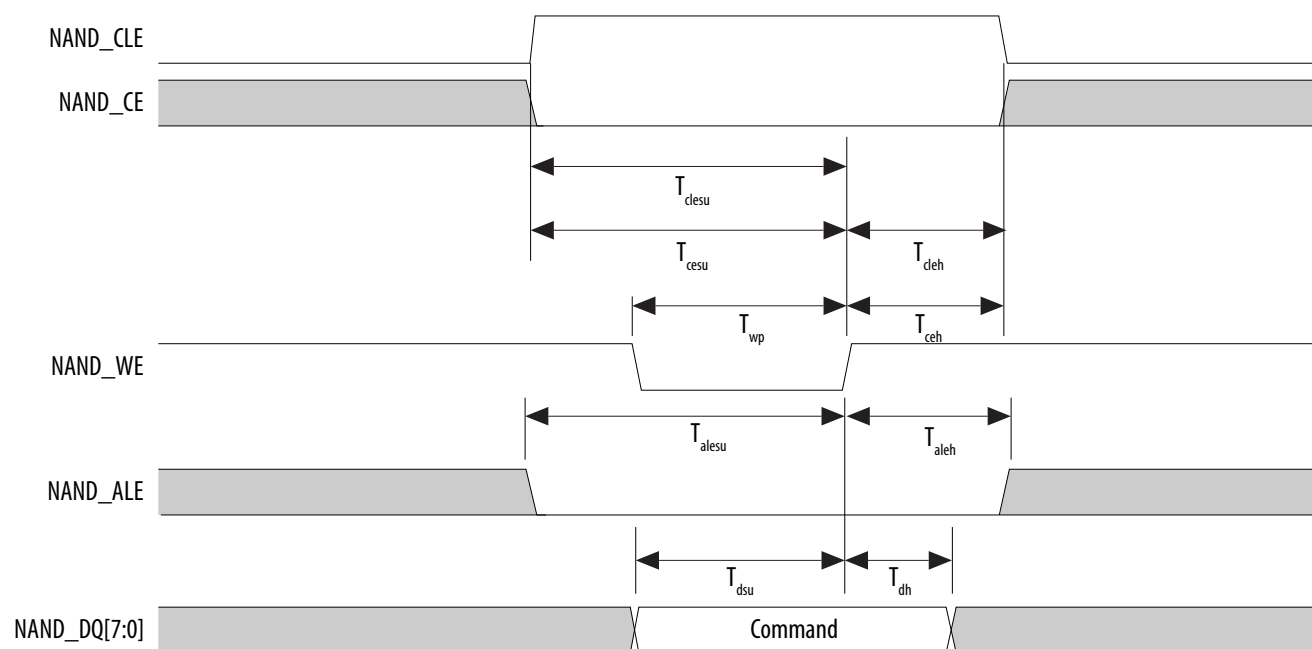 NAND_CLE
NAND_CE
T_clesu
T_cesu
T_cleh
T_wp
T_ceh
NAND_WE
T_alesu
T_aleh
NAND_ALE
T_dsu
T_dh
NAND_DQ[7:0]
Command